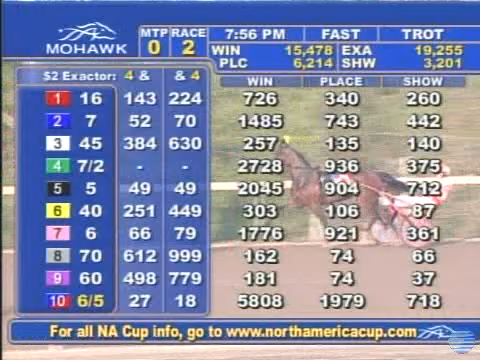 MOHAWK MTP RACE 7:56 PM FAST TROT
0 2 WIN 15,478 EXA 19,255
PLC 6,214 SHW 3,201
$2 Exactor: 4 & & 4 WIN PLACE SHOW
1 16 143 224 726 340 260
2 7 52 70 1485 743 442
3 45 384 630 257 135 140
4 7/2 - - 2728 936 375
5 5 49 49 2045 904 712
6 40 251 449 303 106 87
7 6 66 79 1776 921 361
8 70 612 999 162 74 66
9 60 498 779 181 74 37
10 6/5 27 18 5808 1979 718
For all NA Cup info, go to www.northamericacup.com